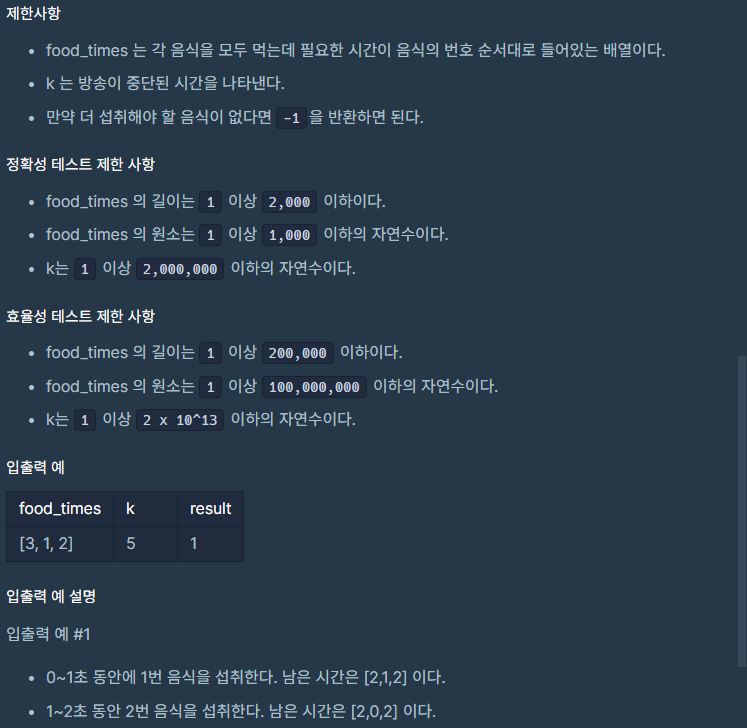 제한사항
food_times 는 각 음식을 모두 먹는데 필요한 시간이 음식의 번호 순서대로 들어있는 배열이다.
k 는 방송이 중단된 시간을 나타낸다.
만약 더 섭취해야 할 음식이 없다면 -1 을 반환하면 된다.
정확성 테스트 제한 사항
food_times 의 길이는 1 이상 2,000 이하이다.
food_times 의 원소는 1 이상 1,000 이하의 자연수이다.
k는 1 이상 2,000,000 이하의 자연수이다.
효율성 테스트 제한 사항
food_times 의 길이는 1 이상 200,000 이하이다.
food_times 의 원소는 1 이상 100,000,000 이하의 자연수이다.
k는 1 이상 2 x 10^13 이하의 자연수이다.
입출력 예
food_times k result
[3, 1, 2] 5 1
입출력 예 설명
입출력 예 #1
0~1초 동안에 1번 음식을 섭취한다. 남은 시간은 [2,1,2] 이다.
1~2초 동안 2번 음식을 섭취한다. 남은 시간은 [2,0,2] 이다.